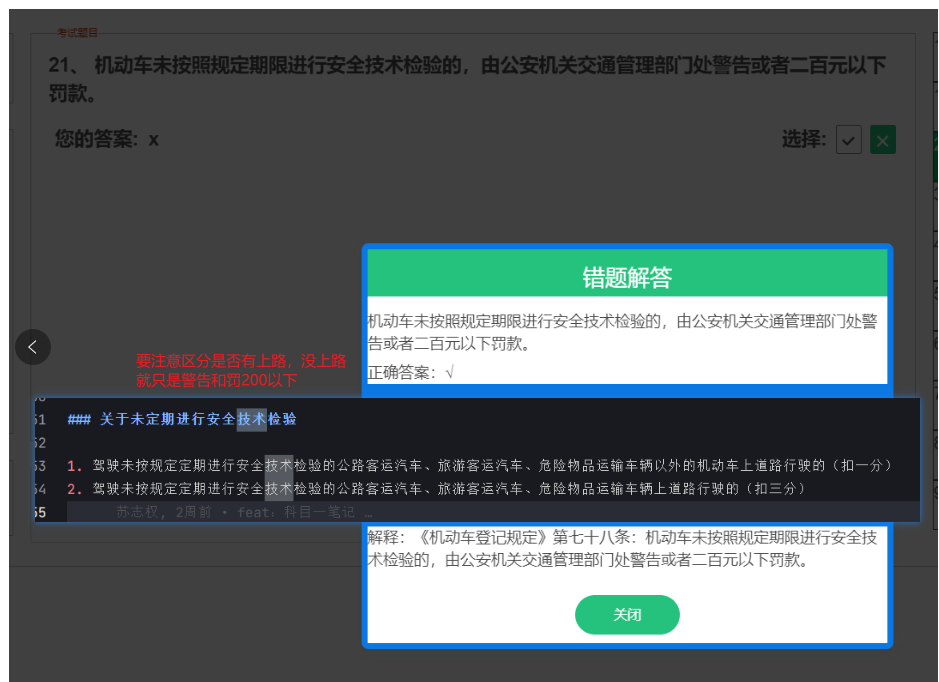 考试题目
21、 机动车未按照规定期限进行安全技术检验的，由公安机关交通管理部门处警告或者二百元以下
罚款。
您的答案: x
选择:
错题解答
机动车未按照规定期限进行安全技术检验的，由公安机关交通管理部门处警
告或者二百元以下罚款。
正确答案：√
要注意区分是否有上路，没上路
就只是警告和罚200以下
51 ### 关于未定期进行安全技术检验
52
53 1. 驾驶未按规定定期进行安全技术检验的公路客运汽车、旅游客运汽车、危险物品运输车辆以外的机动车上道路行驶的（扣一分）
54 2. 驾驶未按规定定期进行安全技术检验的公路客运汽车、旅游客运汽车、危险物品运输车辆上道路行驶的（扣三分）
55 苏志权, 2周前 • feat: 科目一笔记 …
解释：《机动车登记规定》第七十八条：机动车未按照规定期限进行安全技
术检验的，由公安机关交通管理部门处警告或者二百元以下罚款。
关闭